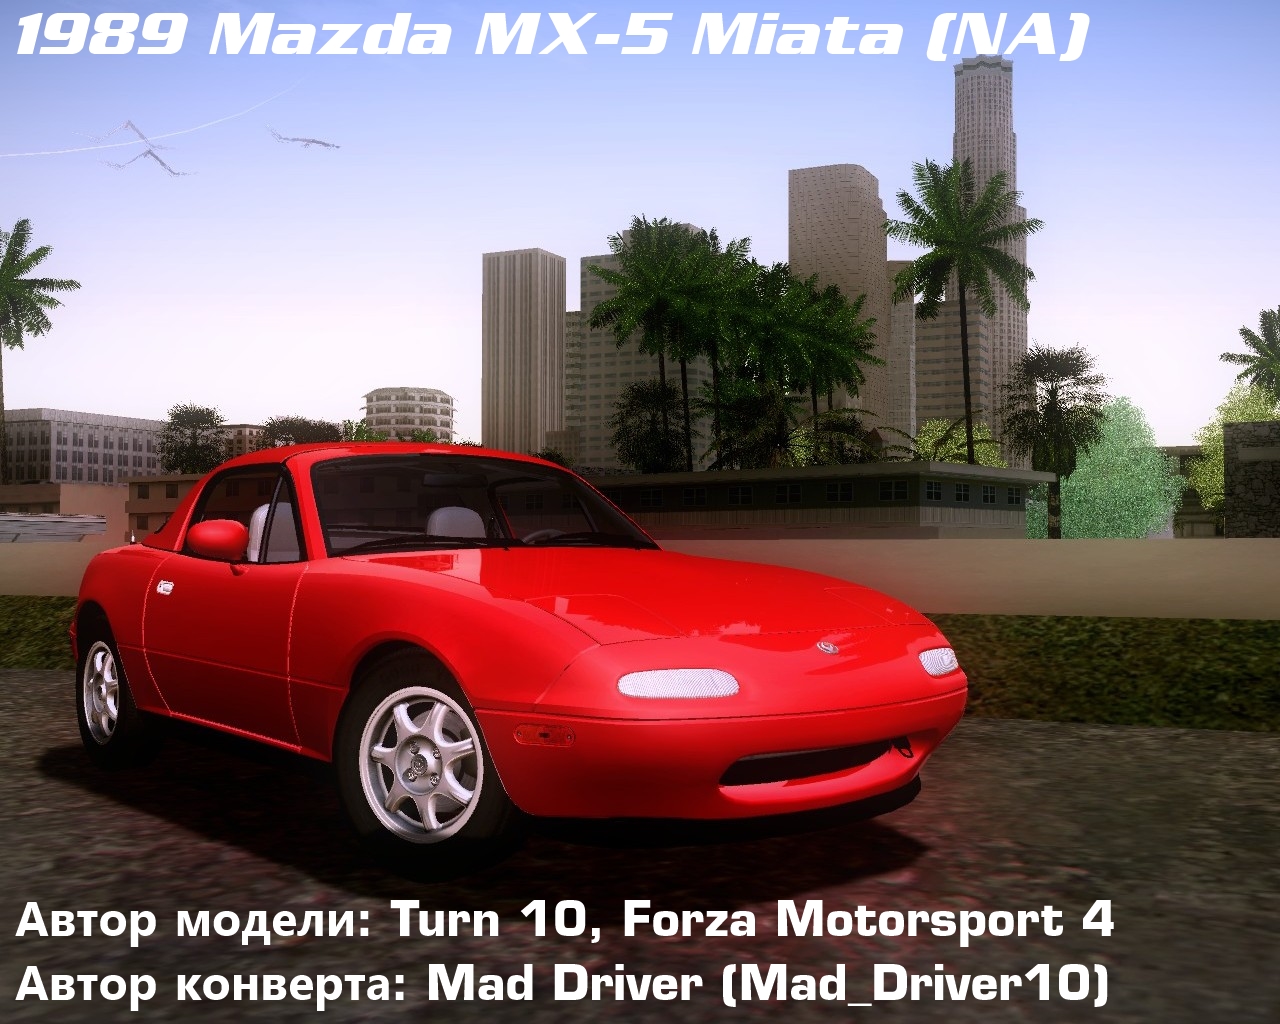 1989 Mazda MX-5 Miata (NA)
Автор модели: Turn 10, Forza Motorsport 4
Автор конверта: Mad Driver (Mad_Driver10)